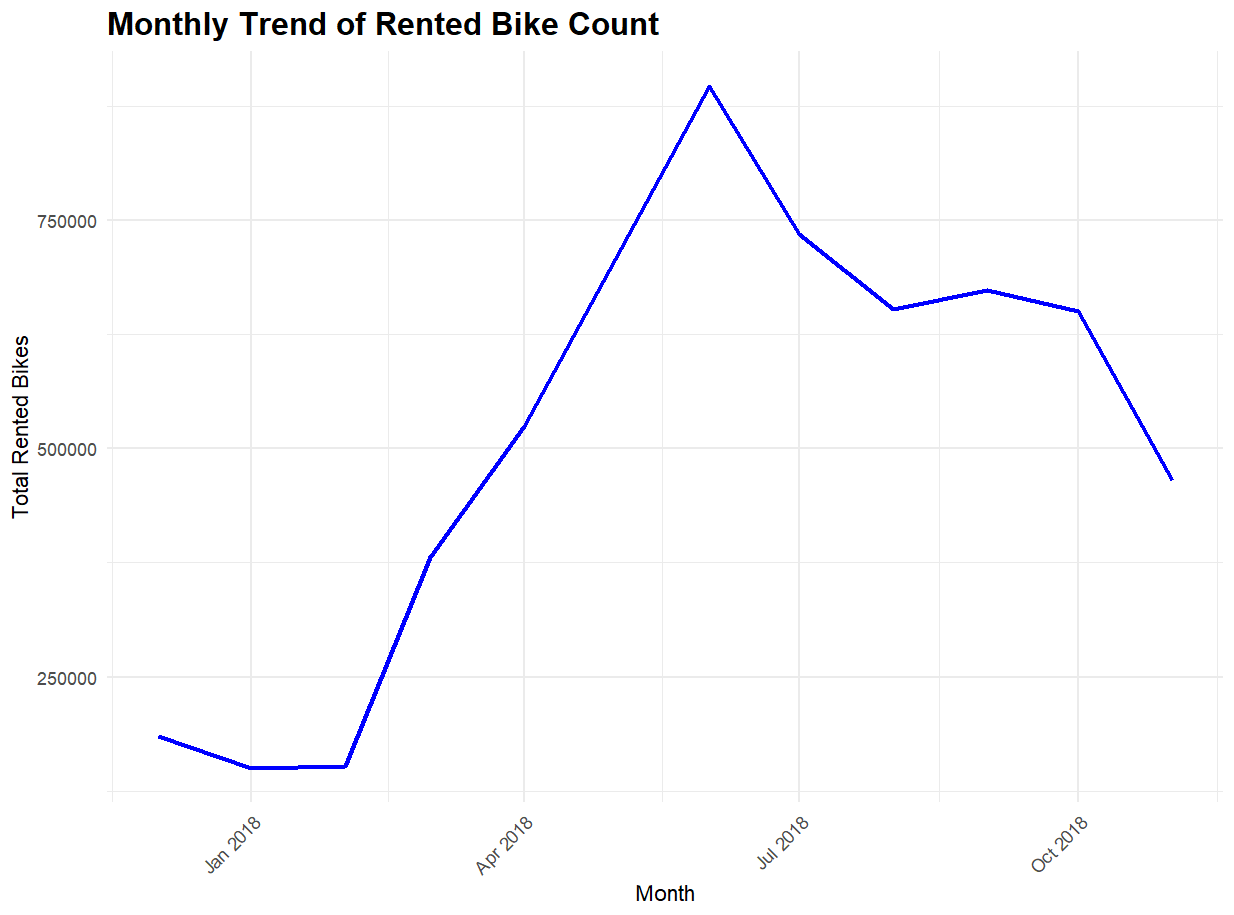 Monthly Trend of Rented Bike Count
Total Rented Bikes
750000
500000
250000
Jan 2018
Apr 2018
Jul 2018
Oct 2018
Month